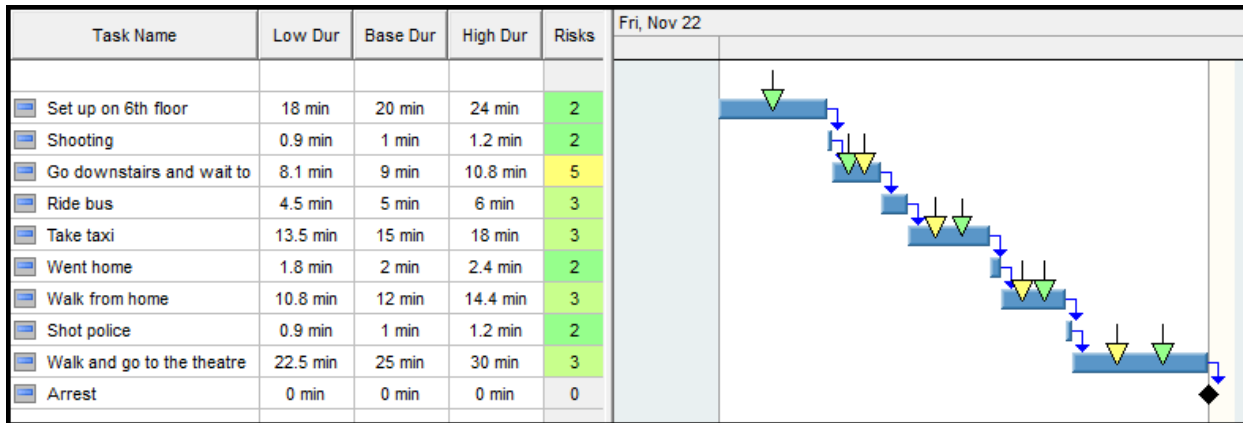 Task Name Low Dur Base Dur High Dur Risks Fri, Nov 22
Set up on 6th floor 18 min 20 min 24 min 2
Shooting 0.9 min 1 min 1.2 min 2
Go downstairs and wait to 8.1 min 9 min 10.8 min 5
Ride bus 4.5 min 5 min 6 min 3
Take taxi 13.5 min 15 min 18 min 3
Went home 1.8 min 2 min 2.4 min 2
Walk from home 10.8 min 12 min 14.4 min 3
Shot police 0.9 min 1 min 1.2 min 2
Walk and go to the theatre 22.5 min 25 min 30 min 3
Arrest 0 min 0 min 0 min 0